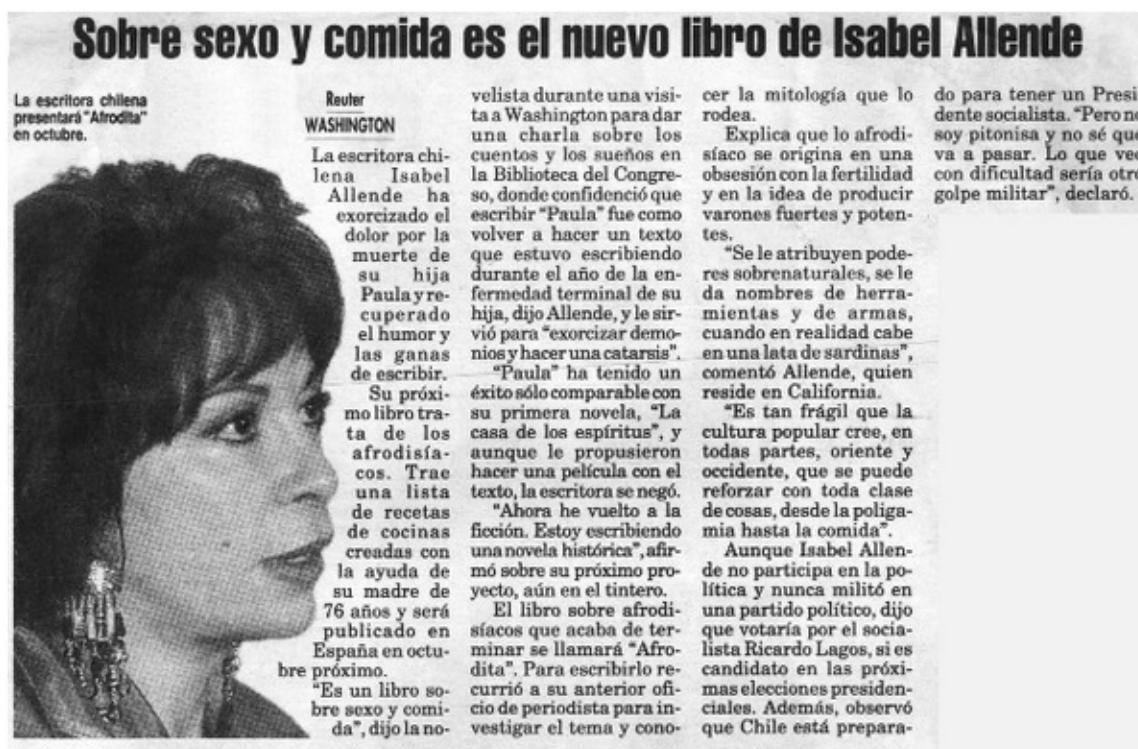 Sobre sexo y comida es el nuevo libro de Isabel Allende
La escritora chilena
presentará "Afrodita"
en octubre.
Reuter
WASHINGTON
La escritora chi-
lena Isabel
Allende ha
exorcizado el
dolor por la
muerte de
su hija
Paula y re-
cuperado
el humor y
las ganas
de escribir.
Su próxi-
mo libro tra-
ta de los
afrodisía-
cos. Trae
una lista
de recetas
de cocinas
creadas con
la ayuda de
su madre de
76 años y será
publicado en
España en octu-
bre próximo.
"Es un libro so-
bre sexo y comi-
da", dijo la no-
velista durante una visi-
ta a Washington para dar
una charla sobre los
cuentos y los sueños en
la Biblioteca del Congre-
so, donde confidenció que
escribir "Paula" fue como
volver a hacer un texto
que estuvo escribiendo
durante el año de la en-
fermedad terminal de su
hija, dijo Allende, y le sir-
vió para "exorcizar demo-
nios y hacer una catarsis".
"Paula" ha tenido un
éxito sólo comparable con
su primera novela, "La
casa de los espíritus", y
aunque le propusieron
hacer una película con el
texto, la escritora se negó.
"Ahora he vuelto a la
ficción. Estoy escribiendo
una novela histórica", afir-
mó sobre su próximo pro-
yecto, aún en el tintero.
El libro sobre afrodi-
síacos que acaba de ter-
minar se llamará "Afro-
dita". Para escribirlo re-
currió a su anterior ofi-
cio de periodista para in-
vestigar el tema y cono-
cer la mitología que lo
rodea.
Explica que lo afrodi-
síaco se origina en una
obsesión con la fertilidad
y en la idea de producir
varones fuertes y poten-
tes.
"Se le atribuyen pode-
res sobrenaturales, se le
da nombres de herra-
mientas y de armas,
cuando en realidad cabe
en una lata de sardinas",
comentó Allende, quien
reside en California.
"Es tan frágil que la
cultura popular cree, en
todas partes, oriente y
occidente, que se puede
reforzar con toda clase
de cosas, desde la poliga-
mia hasta la comida".
Aunque Isabel Allen-
de no participa en la po-
lítica y nunca militó en
una partido político, dijo
que votaría por el socia-
lista Ricardo Lagos, si es
candidato en las próxi-
mas elecciones presiden-
ciales. Además, observó
que Chile está prepara-
do para tener un Presi
dente socialista. "Pero no
soy pitonisa y no sé que
va a pasar. Lo que veo
con dificultad sería otro
golpe militar", declaró.